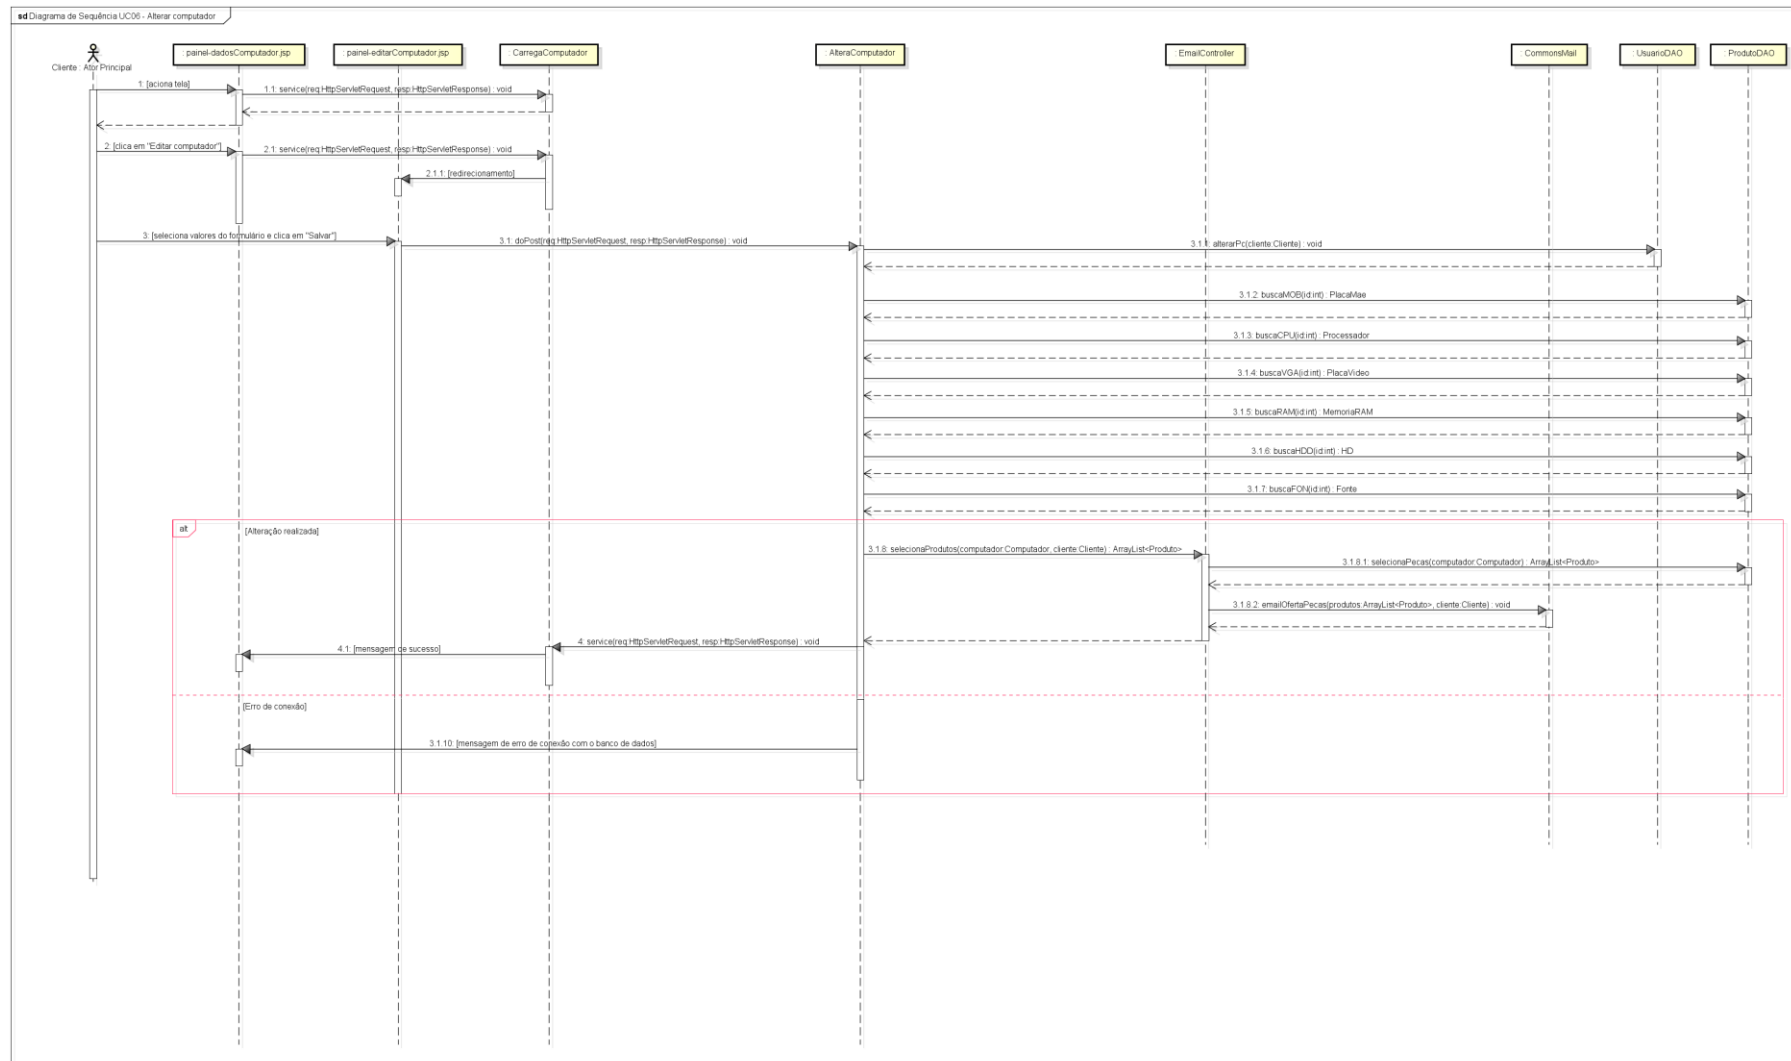 sd Diagrama de Sequência UC06 - Alterar computador
Cliente : Ator Principal
: painel-dadosComputador.jsp
: painel-editarComputador.jsp
: CarregaComputador
: AlteraComputador
: EmailController
: CommonsMail
: UsuarioDAO
: ProdutoDAO
1: [aciona tela]
1.1: service(req:HttpServletRequest, resp:HttpServletResponse) : void
2: [clica em "Editar computador"]
2.1: service(req:HttpServletRequest, resp:HttpServletResponse) : void
2.1.1: [redirecionamento]
3: [seleciona valores do formulário e clica em "Salvar"]
3.1: doPost(req:HttpServletRequest, resp:HttpServletResponse) : void
3.1.1: alterarPc(cliente:Cliente) : void
3.1.2: buscaMOB(id:int) : PlacaMae
3.1.3: buscaCPU(id:int) : Processador
3.1.4: buscaVGA(id:int) : PlacaVideo
3.1.5: buscaRAM(id:int) : MemoriaRAM
3.1.6: buscaHDD(id:int) : HD
3.1.7: buscaFON(id:int) : Fonte
alt
[Alteração realizada]
3.1.8: selecionaProdutos(computador:Computador, cliente:Cliente) : ArrayList<Produto>
3.1.8.1: selecionaPecas(computador:Computador) : ArrayList<Produto>
3.1.8.2: emailOfertaPecas(produtos:ArrayList<Produto>, cliente:Cliente) : void
4: service(req:HttpServletRequest, resp:HttpServletResponse) : void
4.1: [mensagem de sucesso]
[Erro de conexão]
3.1.10: [mensagem de erro de conexão com o banco de dados]